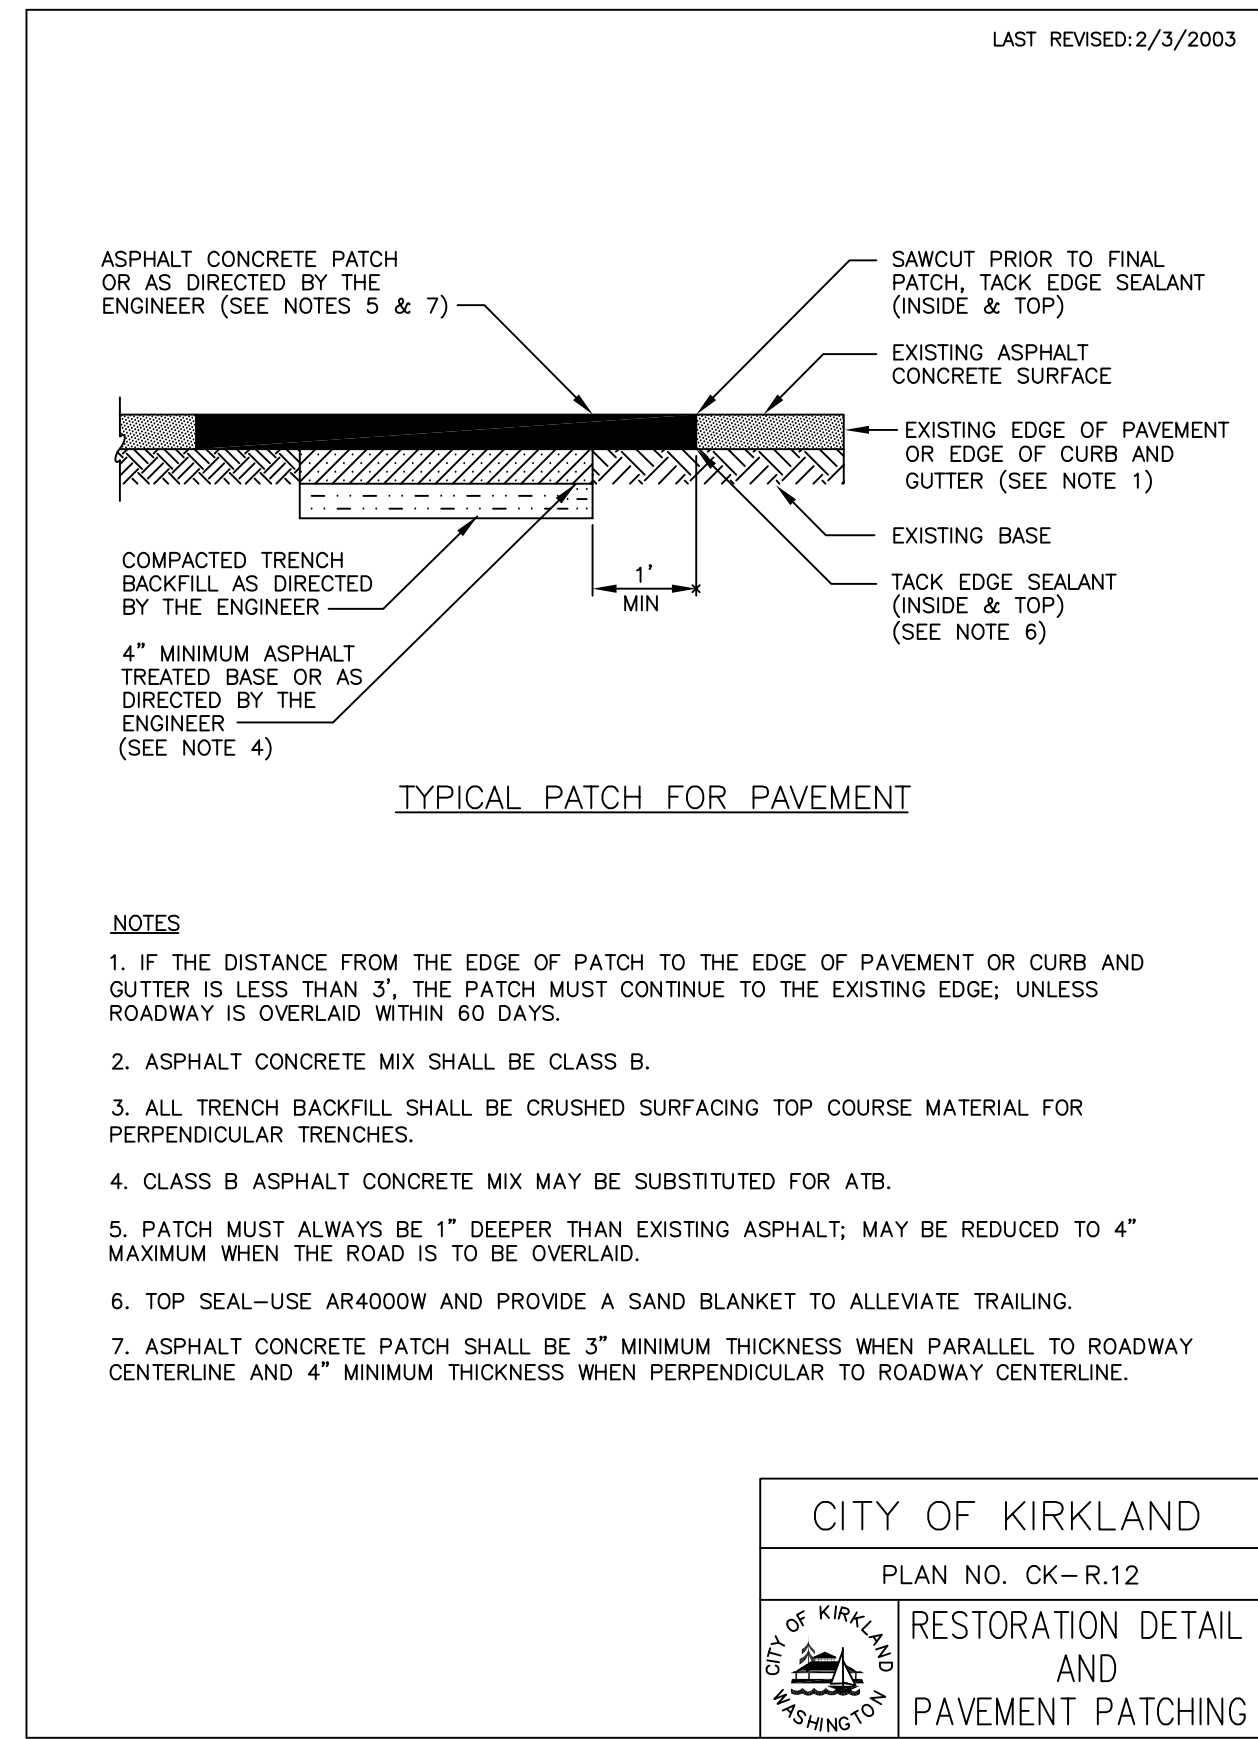 LAST REVISED: 2/3/2003
ASPHALT CONCRETE PATCH
OR AS DIRECTED BY THE
ENGINEER (SEE NOTES 5 & 7)
SAWCUT PRIOR TO FINAL
PATCH, TACK EDGE SEALANT
(INSIDE & TOP)
EXISTING ASPHALT
CONCRETE SURFACE
EXISTING EDGE OF PAVEMENT
OR EDGE OF CURB AND
GUTTER (SEE NOTE 1)
EXISTING BASE
TACK EDGE SEALANT
(INSIDE & TOP)
(SEE NOTE 6)
COMPACTED TRENCH
BACKFILL AS DIRECTED
BY THE ENGINEER
1'
MIN
4" MINIMUM ASPHALT
TREATED BASE OR AS
DIRECTED BY THE
ENGINEER
(SEE NOTE 4)
TYPICAL PATCH FOR PAVEMENT
NOTES
1. IF THE DISTANCE FROM THE EDGE OF PATCH TO THE EDGE OF PAVEMENT OR CURB AND
GUTTER IS LESS THAN 3', THE PATCH MUST CONTINUE TO THE EXISTING EDGE; UNLESS
ROADWAY IS OVERLAID WITHIN 60 DAYS.
2. ASPHALT CONCRETE MIX SHALL BE CLASS B.
3. ALL TRENCH BACKFILL SHALL BE CRUSHED SURFACING TOP COURSE MATERIAL FOR
PERPENDICULAR TRENCHES.
4. CLASS B ASPHALT CONCRETE MIX MAY BE SUBSTITUTED FOR ATB.
5. PATCH MUST ALWAYS BE 1" DEEPER THAN EXISTING ASPHALT; MAY BE REDUCED TO 4"
MAXIMUM WHEN THE ROAD IS TO BE OVERLAID.
6. TOP SEAL-USE AR4000W AND PROVIDE A SAND BLANKET TO ALLEVIATE TRAILING.
7. ASPHALT CONCRETE PATCH SHALL BE 3" MINIMUM THICKNESS WHEN PARALLEL TO ROADWAY
CENTERLINE AND 4" MINIMUM THICKNESS WHEN PERPENDICULAR TO ROADWAY CENTERLINE.
CITY OF KIRKLAND
PLAN NO. CK-R.12
CITY OF KIRKLAND
WASHINGTON
RESTORATION DETAIL
AND
PAVEMENT PATCHING